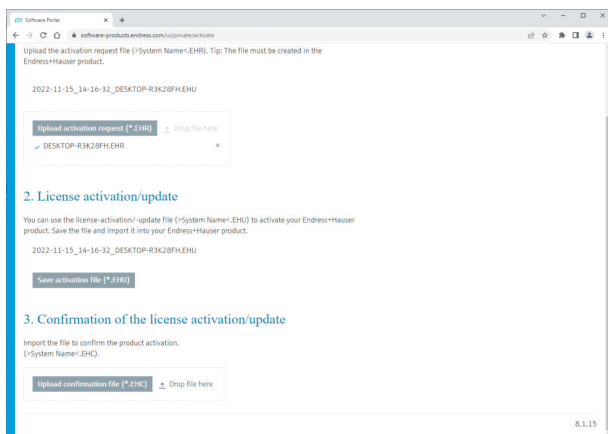 Software Portal
software-products.endress.com/ui/private/activate
Upload the activation request file (>System Name<.EHR). Tip: The file must be created in the
Endress+Hauser product.
2022-11-15_14-16-32_DESKTOP-R3K28FH.EHU
Upload activation request (*.EHR) Drop file here
DESKTOP-R3K28FH.EHR
2. License activation/update
You can use the license-activation/-update file (>System Name<.EHU) to activate your Endress+Hauser
product. Save the file and import it into your Endress+Hauser product.
2022-11-15_14-16-32_DESKTOP-R3K28FH.EHU
Save activation file (*.EHU)
3. Confirmation of the license activation/update
Import the file to confirm the product activation.
(>System Name<.EHC).
Upload confirmation file (*.EHC) Drop file here
8.1.15